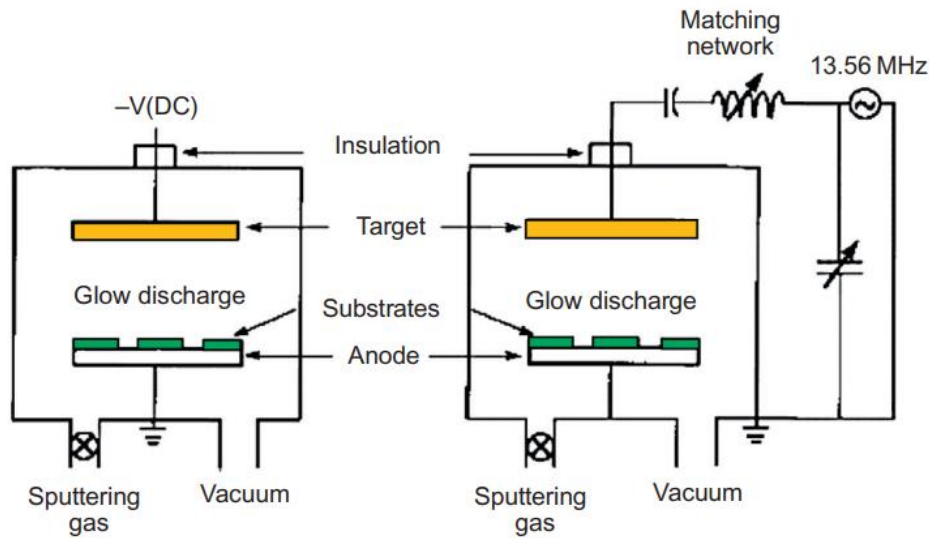 Matching
network
13.56 MHz
–V(DC)
Insulation
Target
Glow discharge
Glow discharge
Substrates
Anode
Sputtering
gas
Vacuum
Sputtering
gas
Vacuum